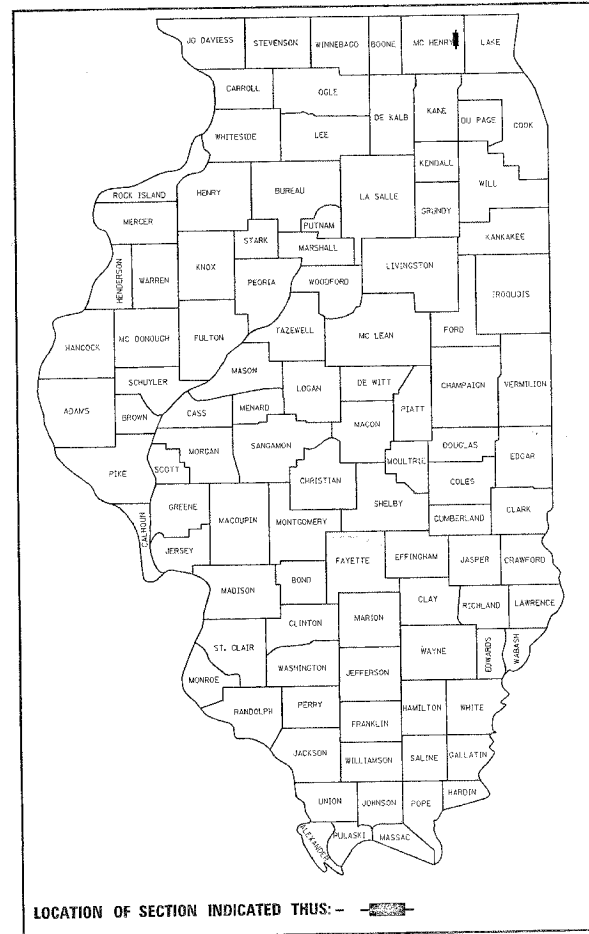 JO DAVIESS
STEVENSON
WINNEBAGO
BOONE
MC HENRY
LAKE
CARROLL
OGLE
DE KALB
KANE
DU PAGE
COOK
WHITESIDE
LEE
KENDALL
WILL
ROCK ISLAND
HENRY
BUREAU
LA SALLE
GRUNDY
MERCER
PUTNAM
KANKAKEE
STARK
MARSHALL
HENDERSON
WARREN
KNOX
PEORIA
WOODFORD
LIVINGSTON
IROQUOIS
HANCOCK
MC DONOUGH
FULTON
TAZEWELL
MC LEAN
FORD
SCHUYLER
MASON
LOGAN
DE WITT
CHAMPAIGN
VERMILION
ADAMS
BROWN
CASS
MENARD
MACON
PIATT
PIKE
SCOTT
MORGAN
SANGAMON
CHRISTIAN
MOULTRIE
DOUGLAS
EDGAR
COLES
CALHOUN
GREENE
MACOUPIN
MONTGOMERY
SHELBY
CUMBERLAND
CLARK
JERSEY
FAYETTE
EFFINGHAM
JASPER
CRAWFORD
MADISON
BOND
CLAY
RICHLAND
LAWRENCE
CLINTON
MARION
ST. CLAIR
WAYNE
EDWARDS
WABASH
MONROE
WASHINGTON
JEFFERSON
RANDOLPH
PERRY
HAMILTON
WHITE
FRANKLIN
JACKSON
WILLIAMSON
SALINE
GALLATIN
UNION
JOHNSON
POPE
HARDIN
ALEXANDER
PULASKI
MASSAC
LOCATION OF SECTION INDICATED THUS: -